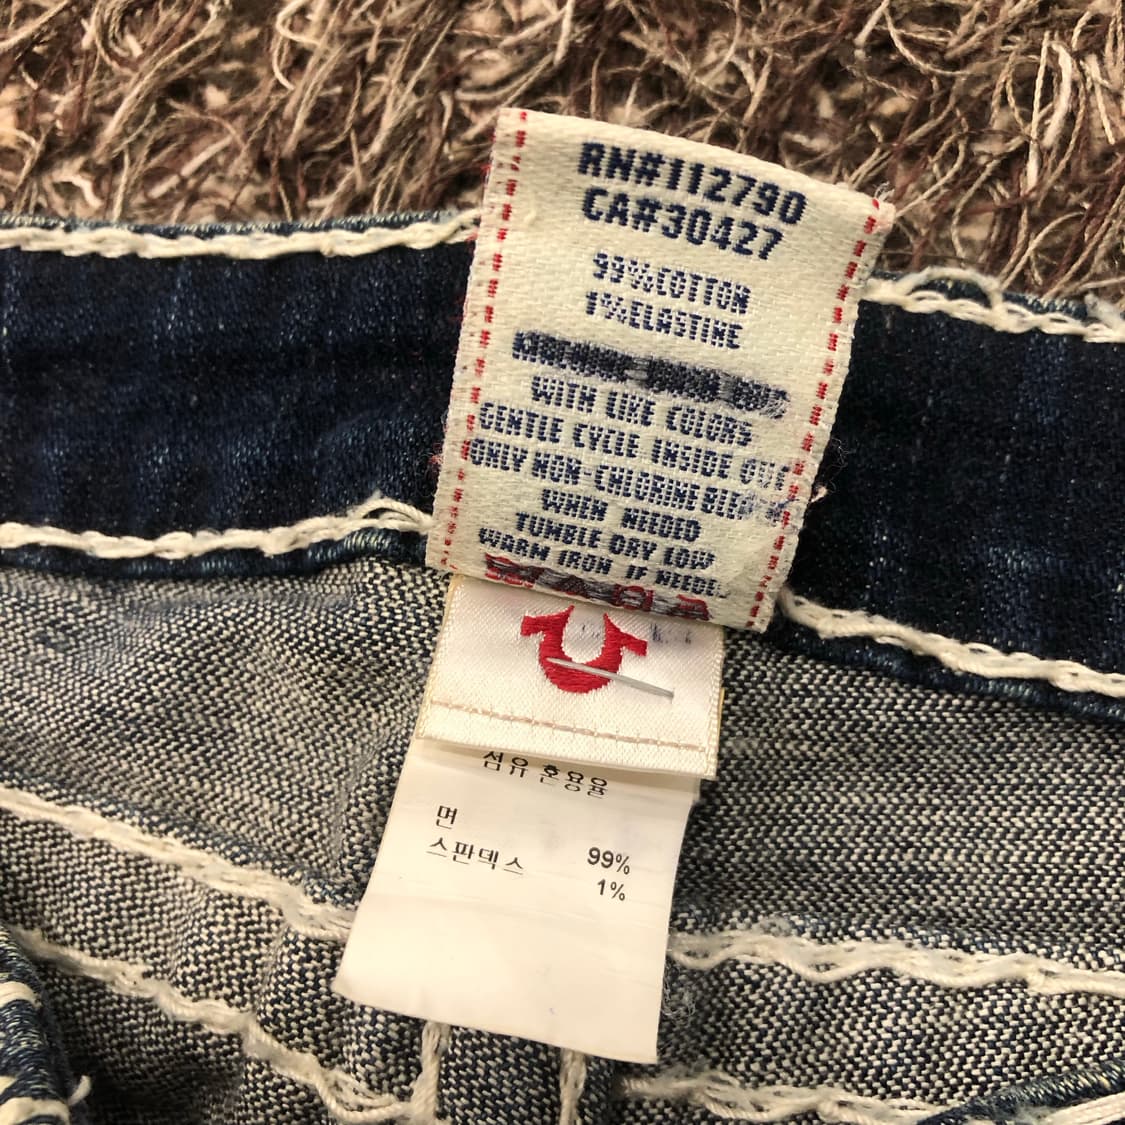 RN#112790
CA#30427
99%COTTON
1%ELASTINE
WITH LIKE COLORS
GENTLE CYCLE INSIDE OUT
ONLY NON-CHLORINE
WHEN NEEDED
TUMBLE DRY LOW
WARM IRON IF
섬유 혼용율
면
스판덱스 99%
1%